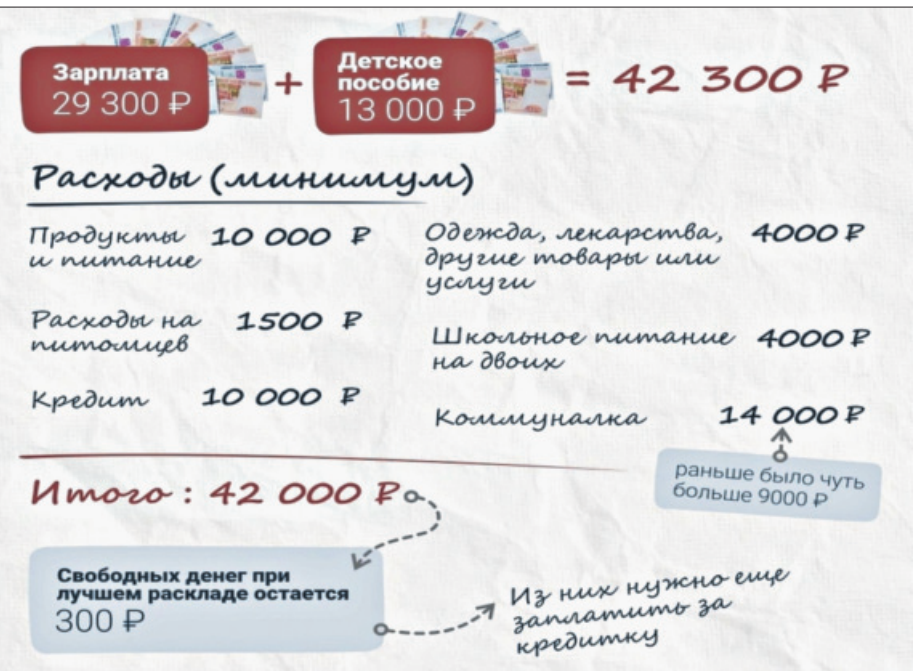 Зарплата
29 300 ₽
+
Детское
пособие
13 000 ₽
= 42 300 ₽
Расходы (минимум)
Продукты
и питание
10 000 ₽
Расходы на
питомцев
1500 ₽
Кредит 10 000 ₽
Одежда, лекарства,
другие товары или
услуги
4000 ₽
Школьное питание
на двоих
4000 ₽
Коммуналка 14 000 ₽
раньше было чуть
больше 9000 ₽
Итого : 42 000 ₽
Свободных денег при
лучшем раскладе остается
300 ₽
Из них нужно еще
заплатить за
кредитку